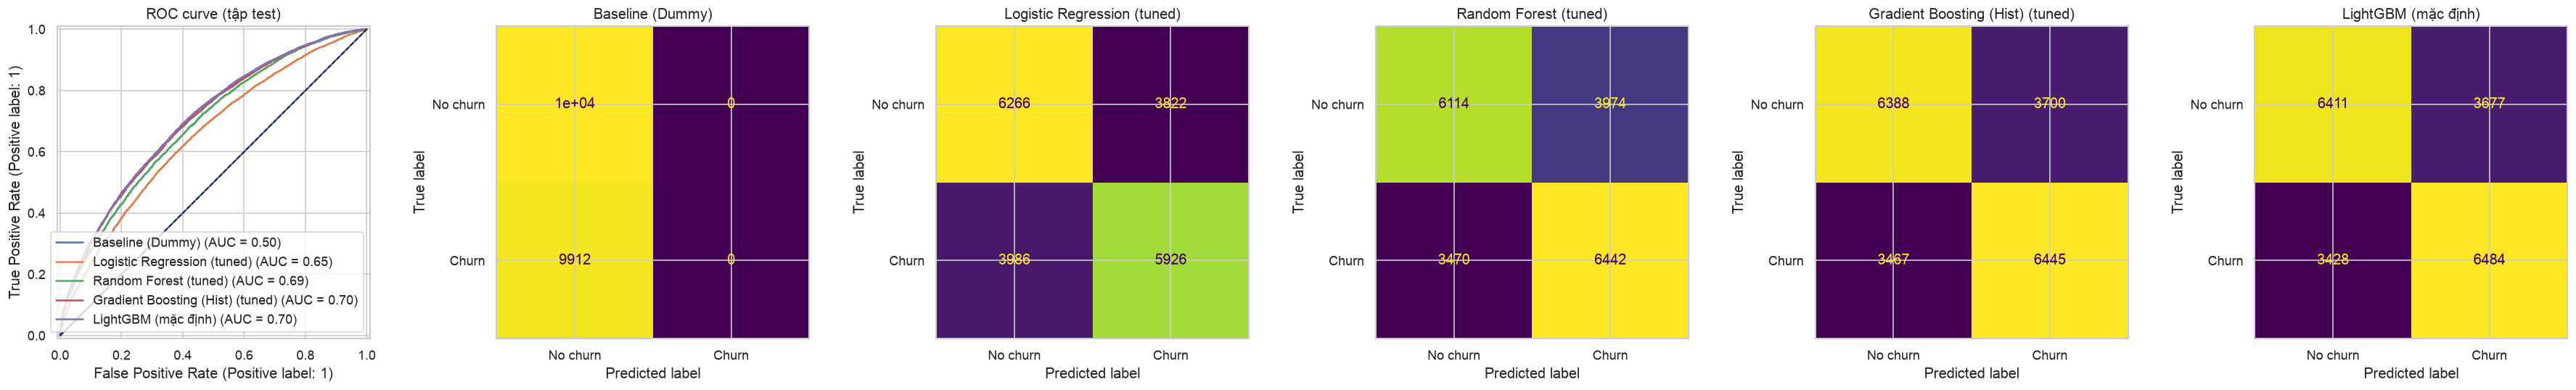 ROC curve (tập test)
True Positive Rate (Positive label: 1)
1.0
0.8
0.6
0.4
0.2
0.0
Baseline (Dummy) (AUC = 0.50)
Logistic Regression (tuned) (AUC = 0.65)
Random Forest (tuned) (AUC = 0.69)
Gradient Boosting (Hist) (tuned) (AUC = 0.70)
LightGBM (mặc định) (AUC = 0.70)
0.0 0.2 0.4 0.6 0.8 1.0
False Positive Rate (Positive label: 1)
Baseline (Dummy)
True label
No churn 1e+04 0
Churn 9912 0
No churn Churn
Predicted label
Logistic Regression (tuned)
True label
No churn 6266 3822
Churn 3986 5926
No churn Churn
Predicted label
Random Forest (tuned)
True label
No churn 6114 3974
Churn 3470 6442
No churn Churn
Predicted label
Gradient Boosting (Hist) (tuned)
True label
No churn 6388 3700
Churn 3467 6445
No churn Churn
Predicted label
LightGBM (mặc định)
True label
No churn 6411 3677
Churn 3428 6484
No churn Churn
Predicted label